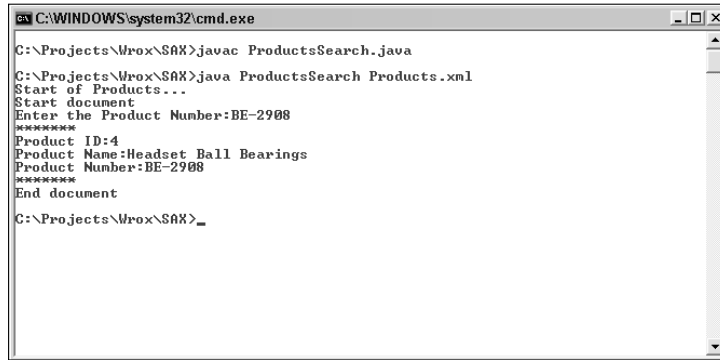 C:\WINDOWS\system32\cmd.exe
C:\Projects\Wrox\SAX>javac ProductsSearch.java
C:\Projects\Wrox\SAX>java ProductsSearch Products.xml
Start of Products...
Start document
Enter the Product Number:BE-2908
*******
Product ID:4
Product Name:Headset Ball Bearings
Product Number:BE-2908
*******
End document
C:\Projects\Wrox\SAX>_